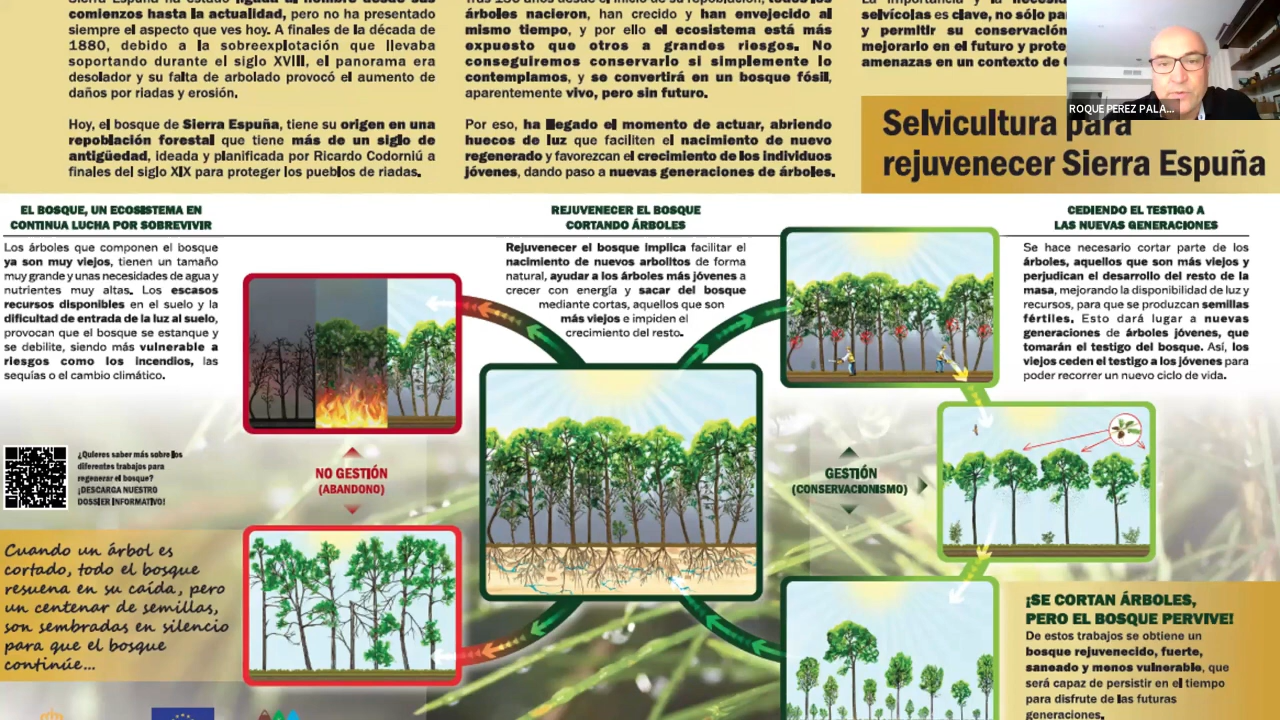 Sierra Espuña ha estado ligada al hombre desde sus
comienzos hasta la actualidad, pero no ha presentado
siempre el aspecto que ves hoy. A finales de la década de
1880, debido a la sobreexplotación que llevaba
soportando durante el siglo XVIII, el panorama era
desolador y su falta de arbolado provocó el aumento de
daños por riadas y erosión.
Hoy, el bosque de Sierra Espuña, tiene su origen en una
repoblación forestal que tiene más de un siglo de
antigüedad, ideada y planificada por Ricardo Codorniú a
finales del siglo XIX para proteger los pueblos de riadas.
Tras 130 años desde el inicio de su repoblación, todos los
árboles nacieron, han crecido y han envejecido al
mismo tiempo, y por ello el ecosistema está más
expuesto que otros a grandes riesgos. No
conseguiremos conservarlo si simplemente lo
contemplamos, y se convertirá en un bosque fósil,
aparentemente vivo, pero sin futuro.
Por eso, ha llegado el momento de actuar, abriendo
huecos de luz que faciliten el nacimiento de nuevo
regenerado y favorezcan el crecimiento de los individuos
jóvenes, dando paso a nuevas generaciones de árboles.
La importancia y la
selvícolas es clave, no sólo
y permitir su conservación
mejorarlo en el futuro y
amenazas en un contexto de
ROQUE PEREZ PALA...
Selvicultura para
rejuvenecer Sierra Espuña
EL BOSQUE, UN ECOSISTEMA EN
CONTINUA LUCHA POR SOBREVIVIR
Los árboles que componen el bosque
ya son muy viejos, tienen un tamaño
muy grande y unas necesidades de agua y
nutrientes muy altas. Los escasos
recursos disponibles en el suelo y la
dificultad de entrada de la luz al suelo,
provocan que el bosque se estanque y
se debilite, siendo más vulnerable a
riesgos como los incendios, las
sequías o el cambio climático.
REJUVENECER EL BOSQUE
CORTANDO ÁRBOLES
Rejuvenecer el bosque implica facilitar el
nacimiento de nuevos arbolitos de forma
natural, ayudar a los árboles más jóvenes a
crecer con energía y sacar del bosque
mediante cortas, aquellos que son
más viejos e impiden el
crecimiento del resto.
CEDIENDO EL TESTIGO A
LAS NUEVAS GENERACIONES
Se hace necesario cortar parte de los
árboles, aquellos que son más viejos y
perjudican el desarrollo del resto de la
masa, mejorando la disponibilidad de luz y
recursos, para que se produzcan semillas
fértiles. Esto dará lugar a nuevas
generaciones de árboles jóvenes, que
tomarán el testigo del bosque. Así, los
viejos ceden el testigo a los jóvenes para
poder recorrer un nuevo ciclo de vida.
¿Quieres saber más sobre los
diferentes trabajos para
regenerar el bosque?
¡DESCARGA NUESTRO
DOSSIER INFORMATIVO!
NO GESTIÓN
(ABANDONO)
GESTIÓN
(CONSERVACIONISMO)
Cuando un árbol es
cortado, todo el bosque
resuena en su caída, pero
un centenar de semillas,
son sembradas en silencio
para que el bosque
continúe...
¡SE CORTAN ÁRBOLES,
PERO EL BOSQUE PERVIVE!
De estos trabajos se obtiene un
bosque rejuvenecido, fuerte,
saneado y menos vulnerable, que
será capaz de persistir en el tiempo
para disfrute de las futuras
generaciones.